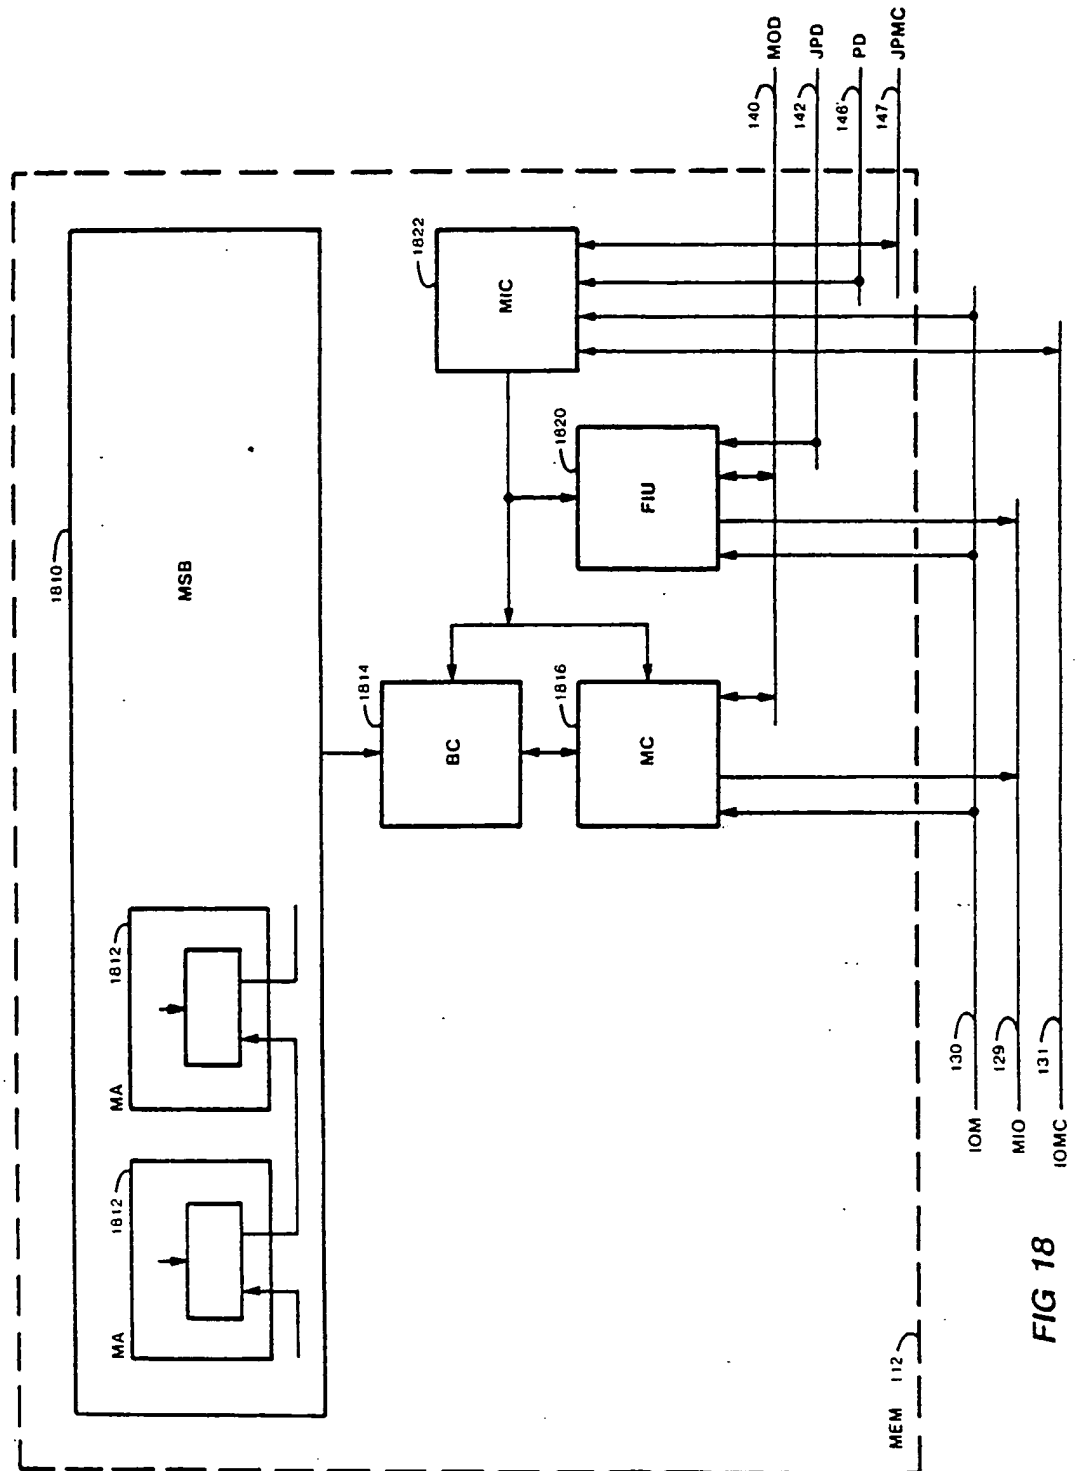 1810
MSB
MA
1812
MA
1812
1814
BC
1816
MC
1820
FIU
1822
MIC
140
MOD
142
JPD
146'
PD
147
JPMC
MEM 112
IOM
130
MIO
129
IOMC
131
FIG 18